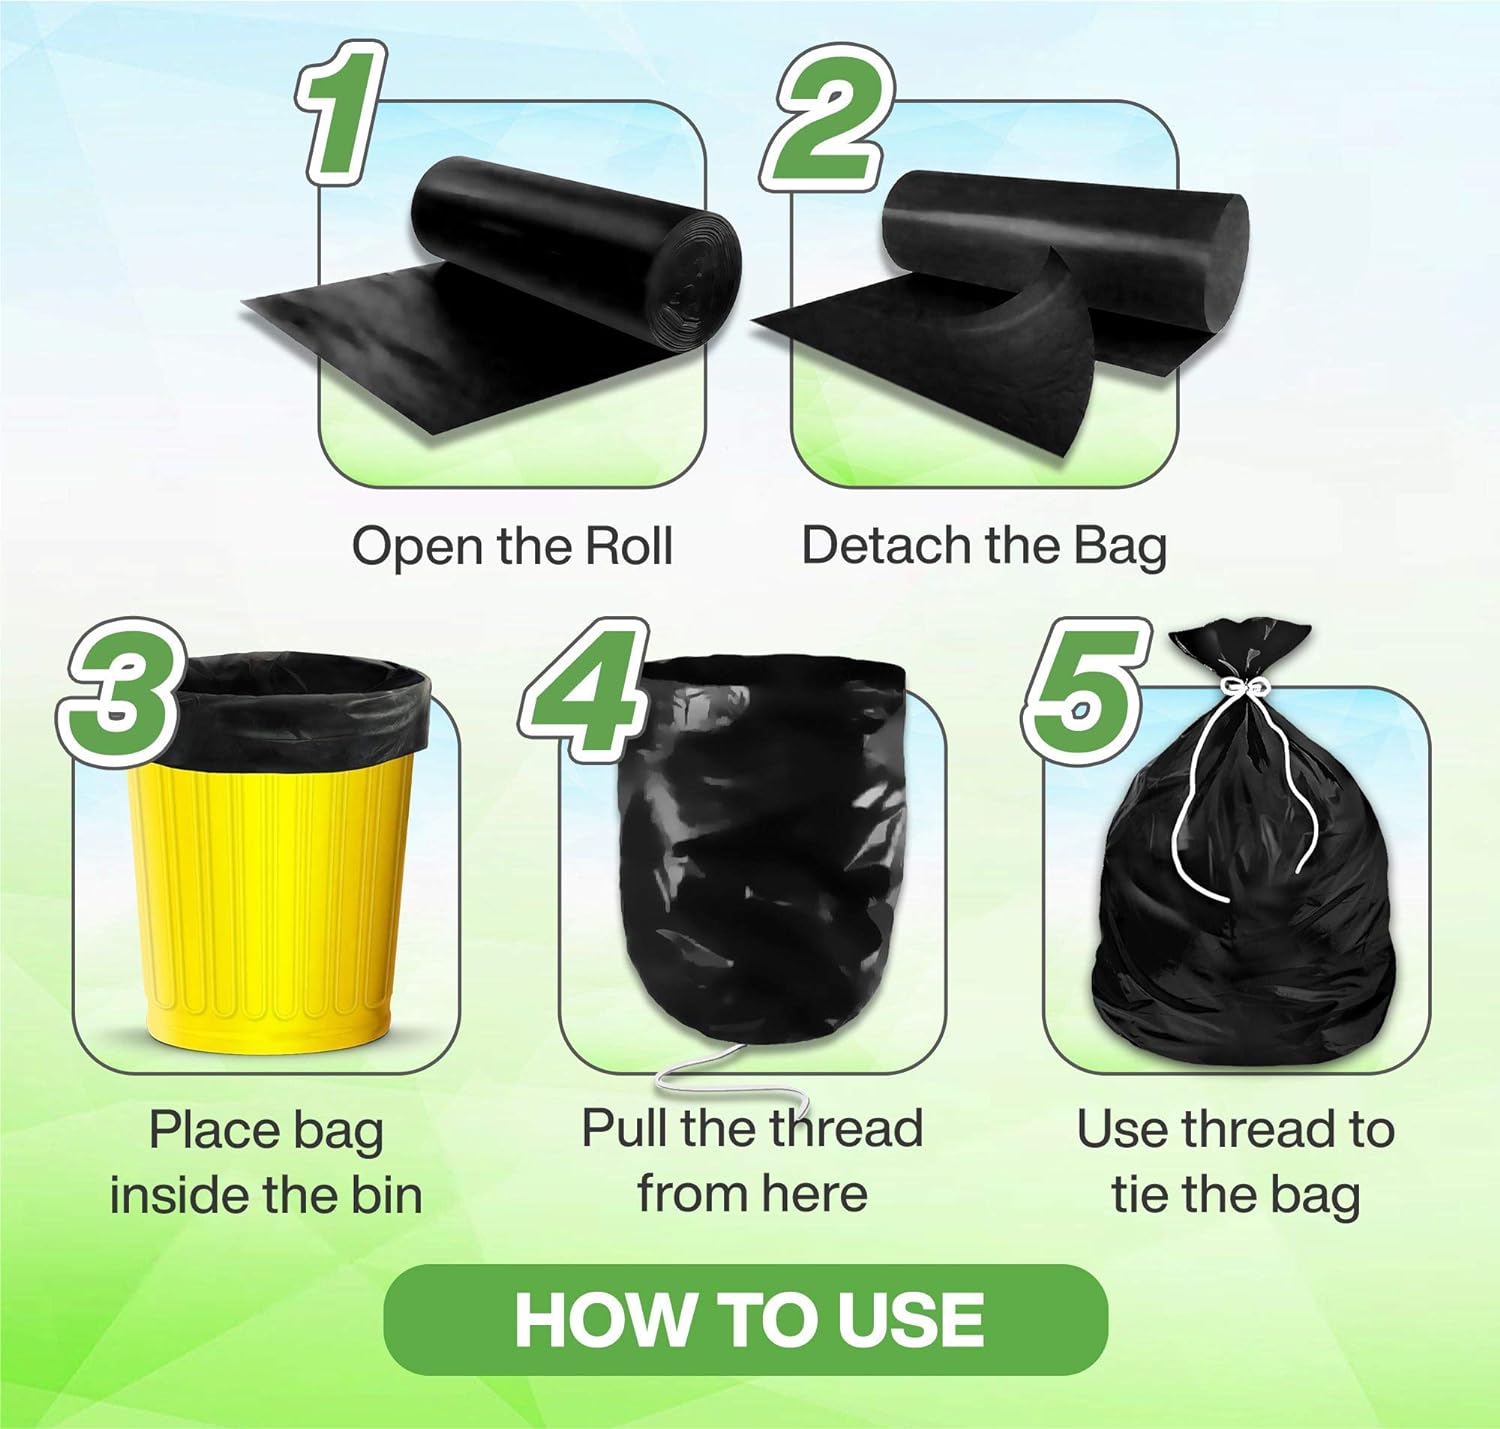 1
2
Open the Roll
Detach the Bag
3
4
5
Place bag
inside the bin
Pull the thread
from here
Use thread to
tie the bag
HOW TO USE